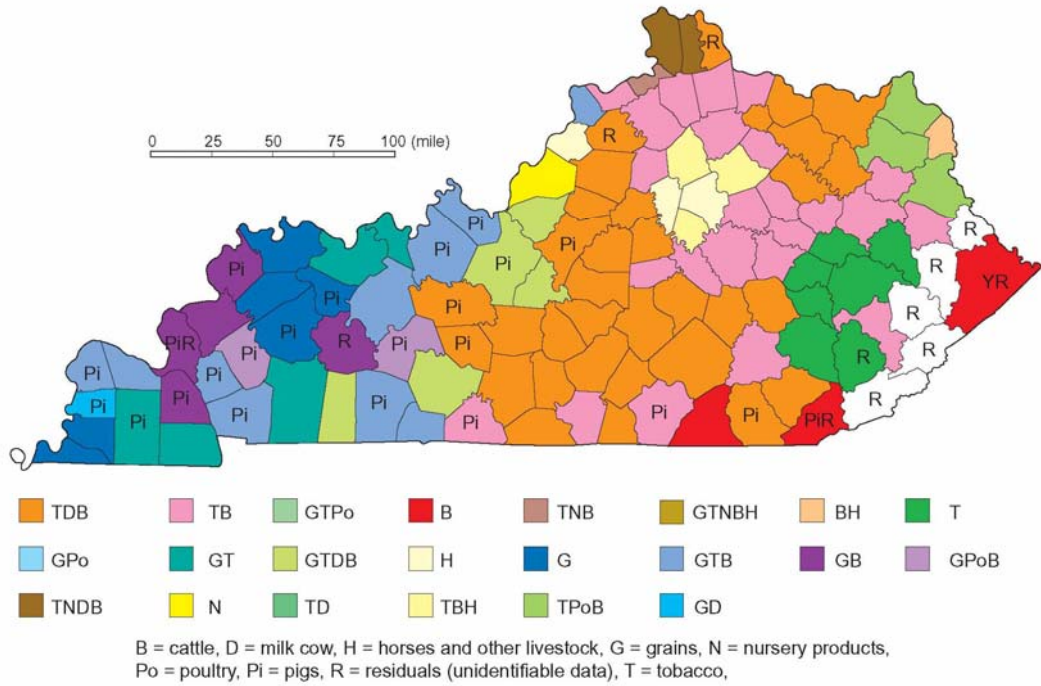 R
0 25 50 75 100 (mile)
R
Pi
R
Pi
Pi
Pi
R
Pi
YR
Pi
Pi
R
Pi
PiR
R
Pi
Pi
Pi
R
R
Pi
Pi
Pi
Pi
R
Pi
Pi
Pi
Pi
Pi
Pi
PiR
TDB TB GTPo B TNB GTNBH BH T
GPo GT GTDB H G GTB GB GPoB
TNDB N TD TBH TPoB GD
B = cattle, D = milk cow, H = horses and other livestock, G = grains, N = nursery products,
Po = poultry, Pi = pigs, R = residuals (unidentifiable data), T = tobacco,